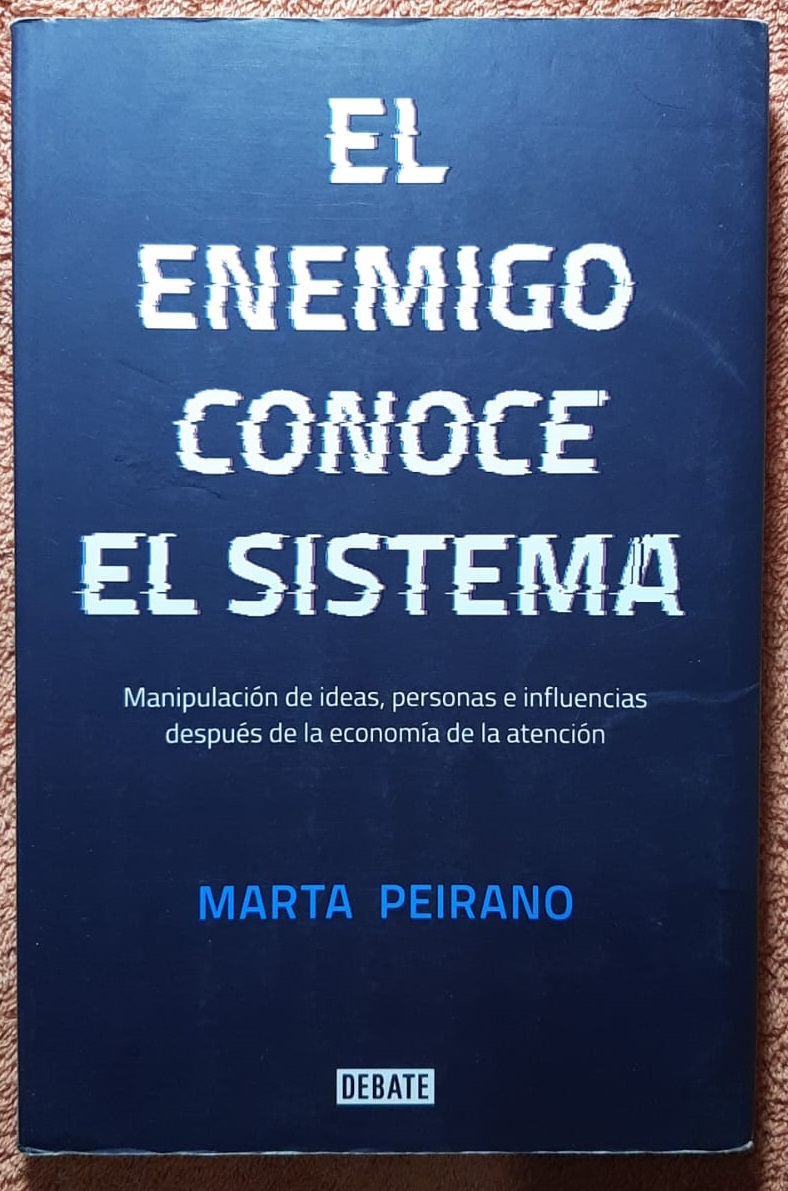 EL
ENEMIGO
CONOCE
EL SISTEMA
Manipulación de ideas, personas e influencias
después de la economía de la atención
MARTA PEIRANO
DEBATE